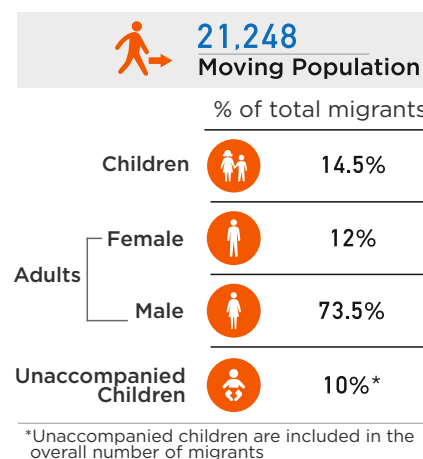 21,248
Moving Population
% of total migrants
Children
14.5%
Female
12%
Adults
Male
73.5%
Unaccompanied
Children
10%*
*Unaccompanied children are included in the
overall number of migrants